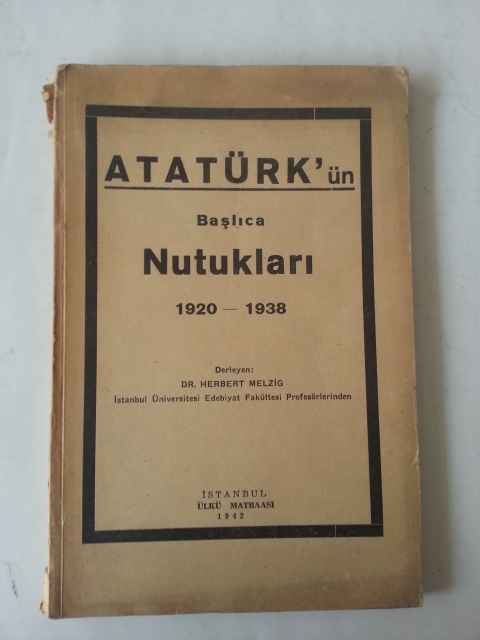 ATATÜRK'ün
Başlıca
Nutukları
1920 — 1938
Derleyen:
DR. HERBERT MELZİG
İstanbul Üniversitesi Edebiyat Fakültesi Profesörlerinden
İSTANBUL
ÜLKÜ MATBAASI
1942